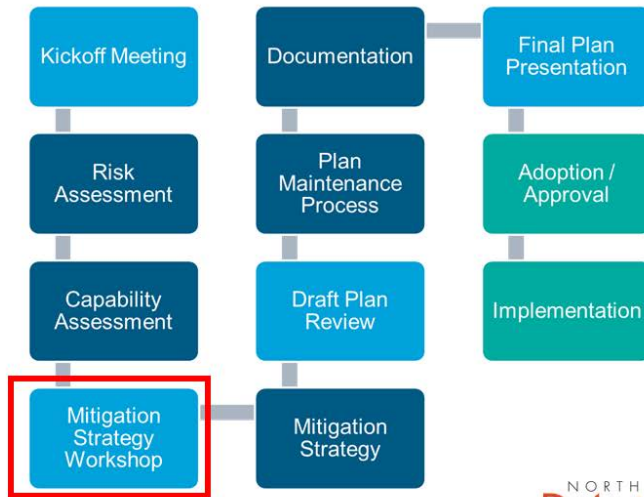 Kickoff Meeting
Risk
Assessment
Capability
Assessment
Mitigation
Strategy
Workshop
Mitigation
Strategy
Draft Plan
Review
Plan
Maintenance
Process
Documentation
Final Plan
Presentation
Adoption /
Approval
Implementation
NORTH